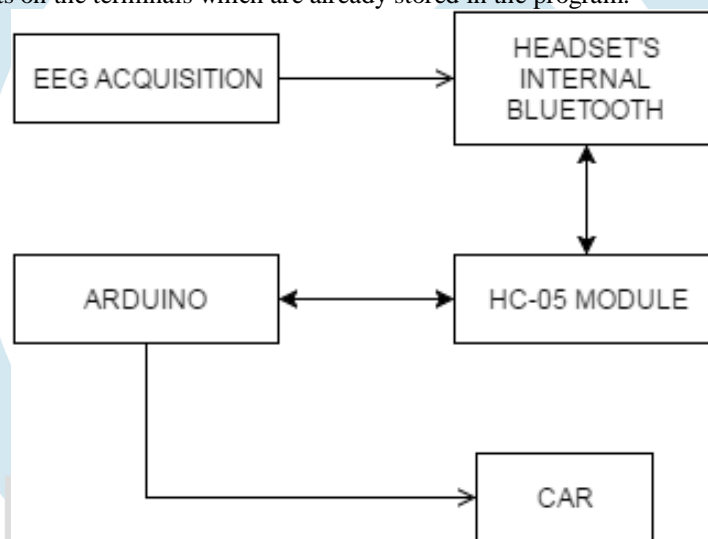 ts on the terminals which are already stored in the program.
EEG ACQUISITION
HEADSET'S
INTERNAL
BLUETOOTH
ARDUINO
HC-05 MODULE
CAR